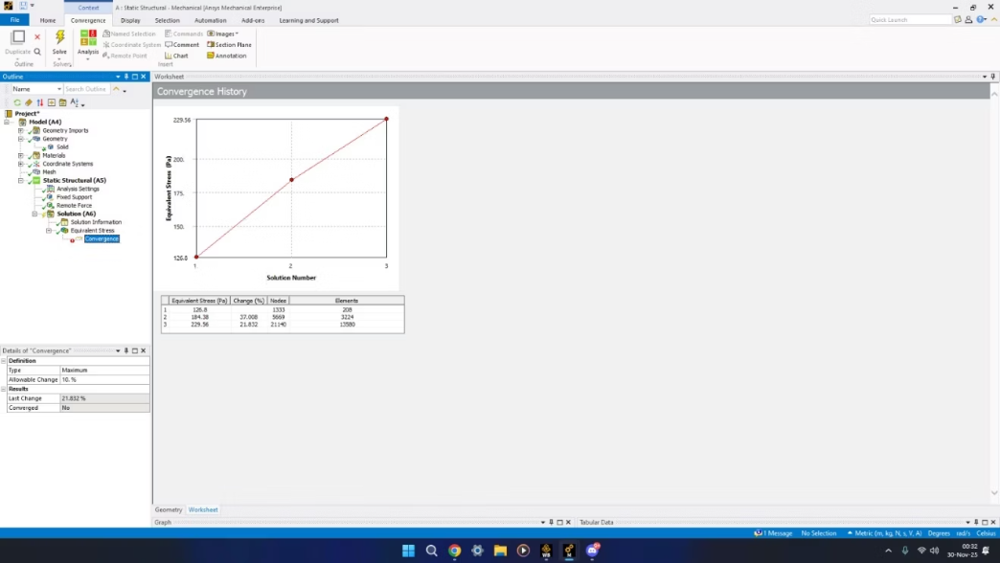 Context
A : Static Structural - Mechanical [Ansys Mechanical Enterprise]
File
Home
Convergence
Display
Selection
Automation
Add-ons
Learning and Support
Quick Launch
Duplicate
Outline
Solve
Solver
Analysis
Named Selection
Coordinate System
Remote Point
Commands
Comment
Chart
Images
Section Plane
Annotation
Insert
Outline
Name
Search Outline
Project*
Model (A4)
Geometry Imports
Geometry
Solid
Materials
Coordinate Systems
Mesh
Static Structural (A5)
Analysis Settings
Fixed Support
Remote Force
Solution (A6)
Solution Information
Equivalent Stress
Convergence
Details of "Convergence"
Definition
Type Maximum
Allowable Change 10. %
Results
Last Change 21.832 %
Converged No
Worksheet
Convergence History
229.56
200.
175.
150.
126.8
Equivalent Stress (Pa)
1 2 3
Solution Number
Equivalent Stress (Pa) Change (%) Nodes Elements
1 126.8 1333 208
2 184.38 37.008 5669 3224
3 229.56 21.832 21140 13580
Geometry Worksheet
Graph
Tabular Data
1 Message No Selection Metric (m, kg, N, s, V, A) Degrees rad/s Celsius
WB
M
00:32
30-Nov-25